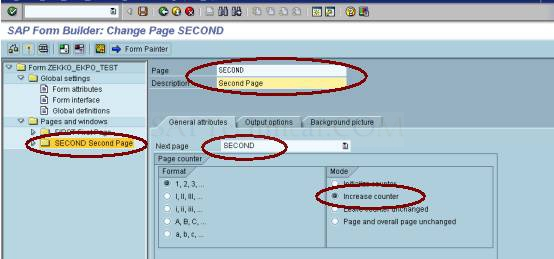 SAP Form Builder: Change Page SECOND
Form Painter
Form ZEKKO_EKPO_TEST
Global settings
Form attributes
Form interface
Global definitions
Pages and windows
FIRST First Page
SECOND Second Page
Page SECOND
Description Second Page
General attributes Output options Background picture
Next page SECOND
Page counter
Format Mode
1, 2, 3, ... Initialize counter
I, II, III, ... Increase counter
i, ii, iii, ... Leave counter unchanged
A, B, C, ... Page and overall page unchanged
a, b, c, ...